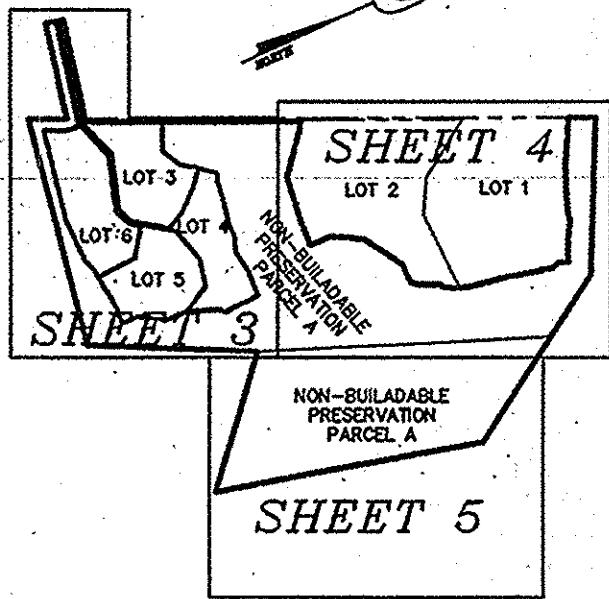 NORTH
SHEET 4
LOT 3
LOT 2
LOT 1
LOT 4
LOT 6
NON-BUILADABLE
PRESERVATION
PARCEL A
LOT 5
SHEET 3
NON-BUILADABLE
PRESERVATION
PARCEL A
SHEET 5